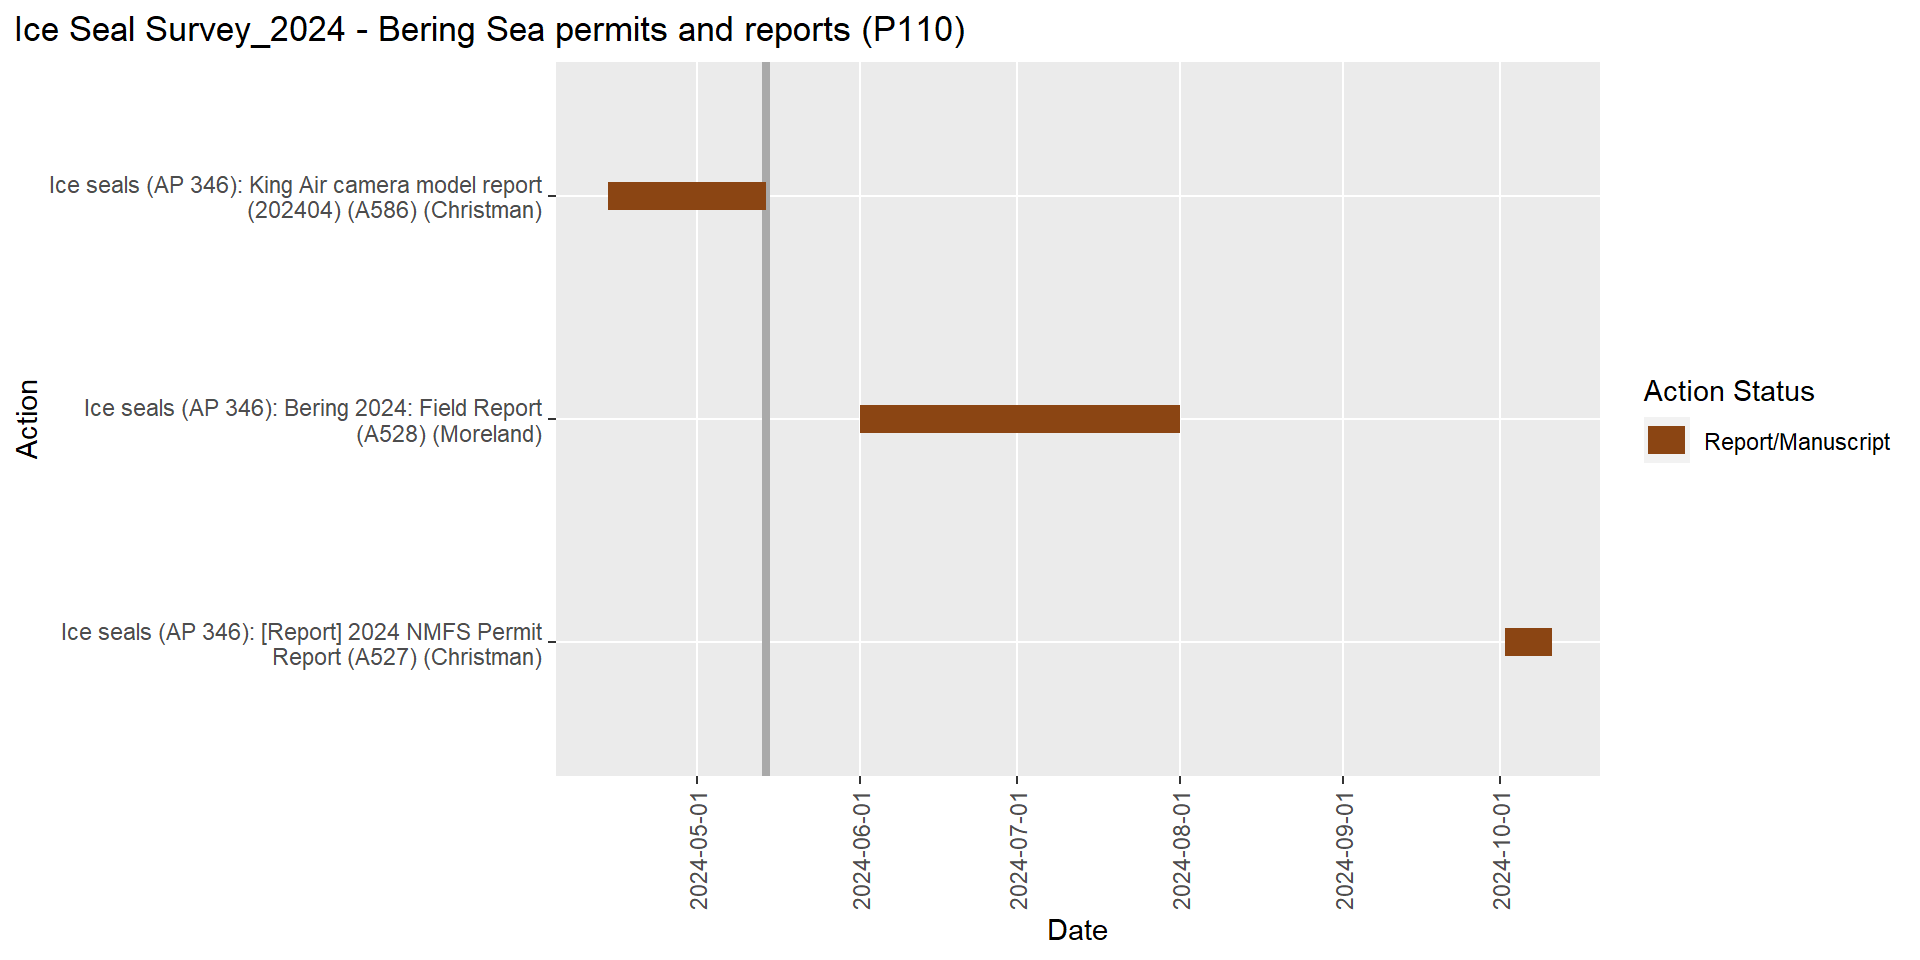 Ice Seal Survey_2024 - Bering Sea permits and reports (P110)
Action
Ice seals (AP 346): King Air camera model report
(202404) (A586) (Christman)
Ice seals (AP 346): Bering 2024: Field Report
(A528) (Moreland)
Ice seals (AP 346): [Report] 2024 NMFS Permit
Report (A527) (Christman)
2024-05-01
2024-06-01
2024-07-01
2024-08-01
2024-09-01
2024-10-01
Date
Action Status
Report/Manuscript